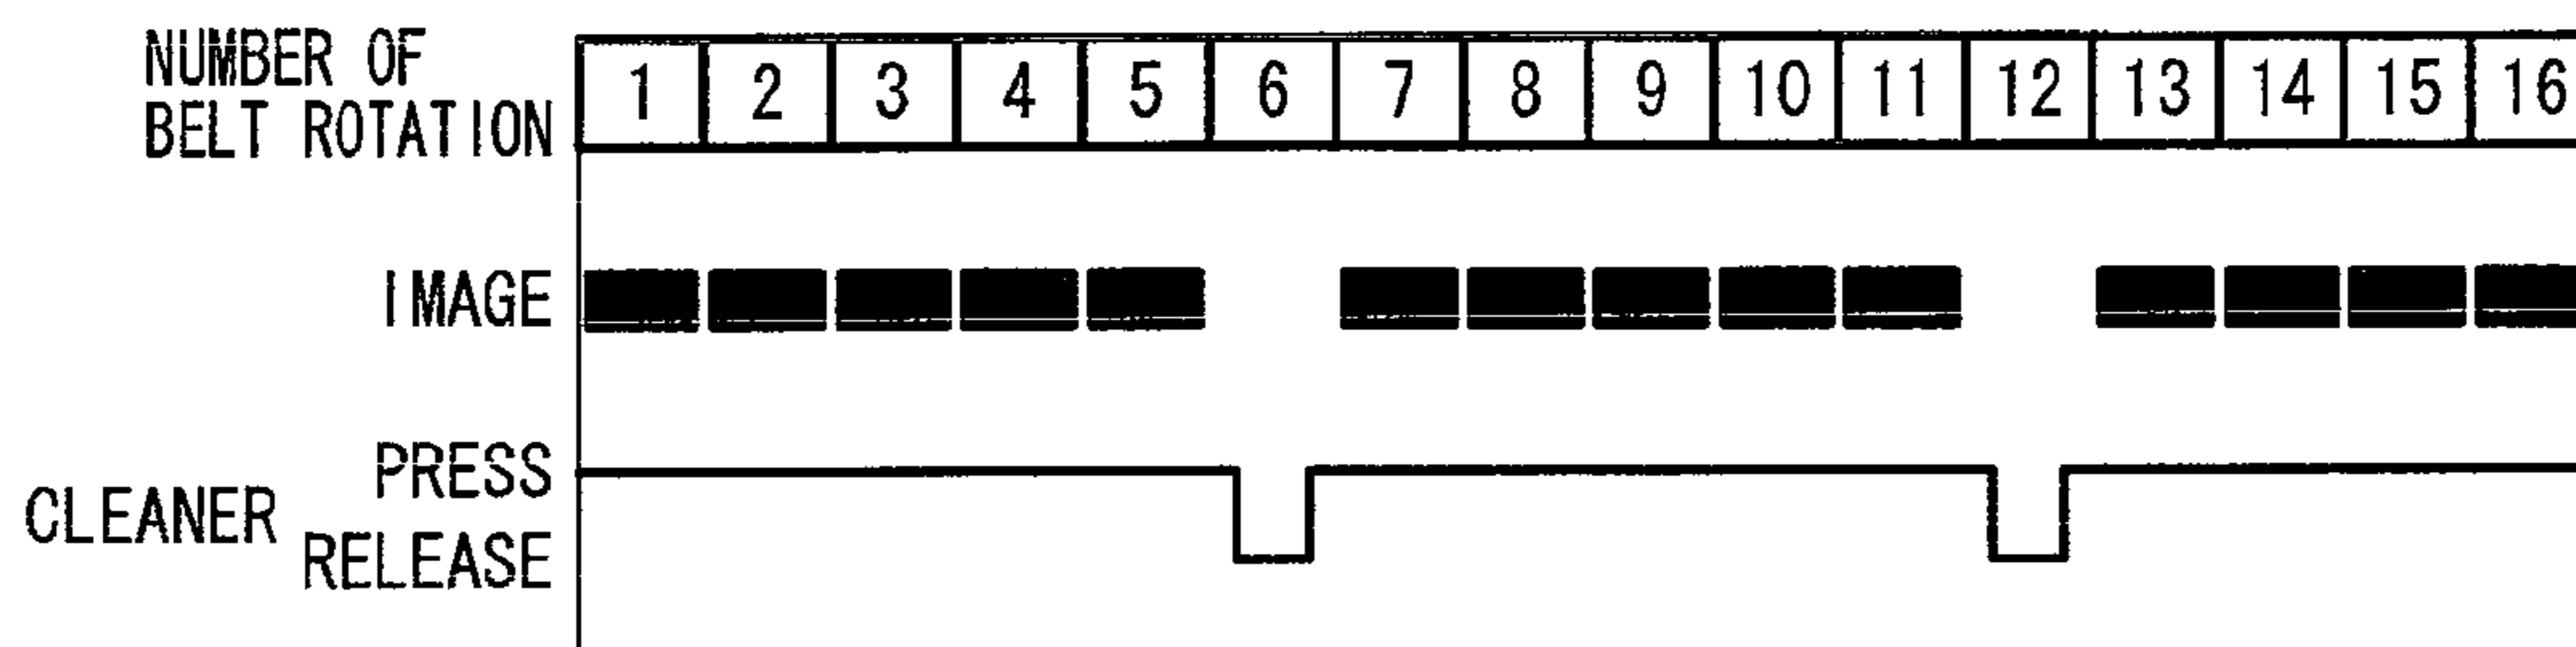 NUMBER OF
BELT ROTATION
1 2 3 4 5 6 7 8 9 10 11 12 13 14 15 16
IMAGE
PRESS
CLEANER
RELEASE